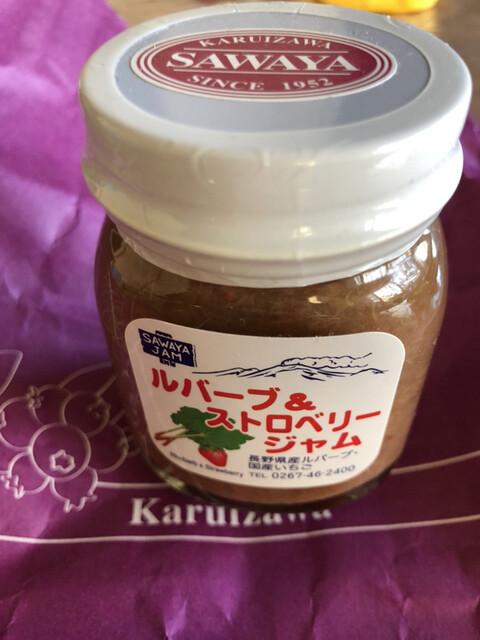 KARUIZAWA
SAWAYA
SINCE 1952
SAWAYA
JAM
ルバーブ&
ストロベリー
ジャム
Rhubarb & Strawberry
長野県産ルバーブ・
国産いちご
TEL 0267-46-2400
Karuizawa